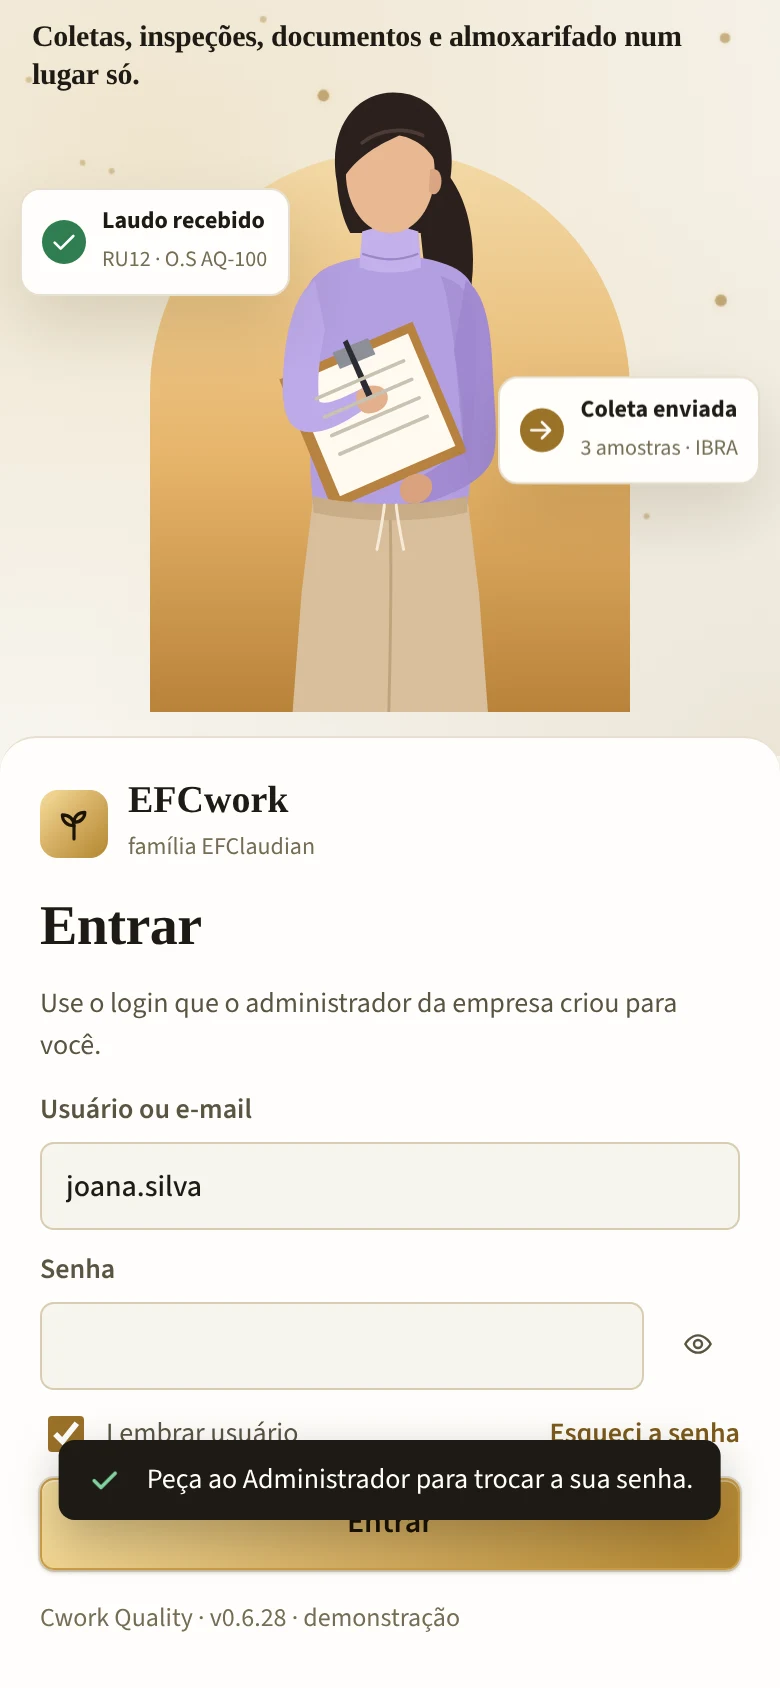 Coletas, inspeções, documentos e almoxarifado num
lugar só.
Laudo recebido
RU12 · O.S AQ-100
Coleta enviada
3 amostras · IBRA
EFCwork
família EFClaudian
Entrar
Use o login que o administrador da empresa criou para
você.
Usuário ou e-mail
joana.silva
Senha
Lembrar usuário
Esqueci a senha
Peça ao Administrador para trocar a sua senha.
Entrar
Cwork Quality · v0.6.28 · demonstração